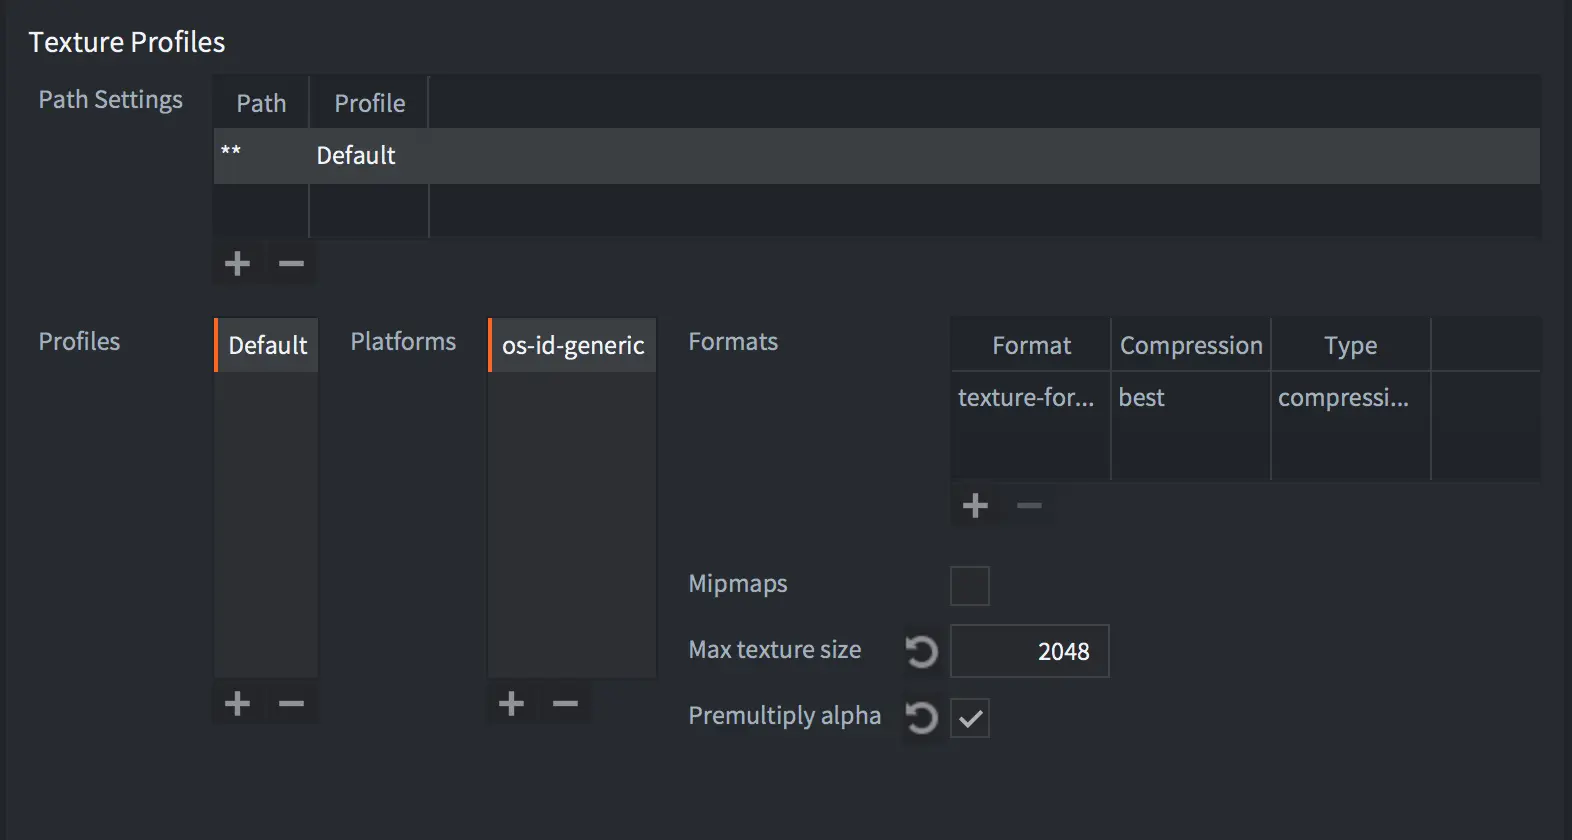 Texture Profiles
Path Settings
Path Profile
** Default
Profiles
Default
Platforms
os-id-generic
Formats
Format Compression Type
texture-for... best compressi...
Mipmaps
Max texture size 2048
Premultiply alpha